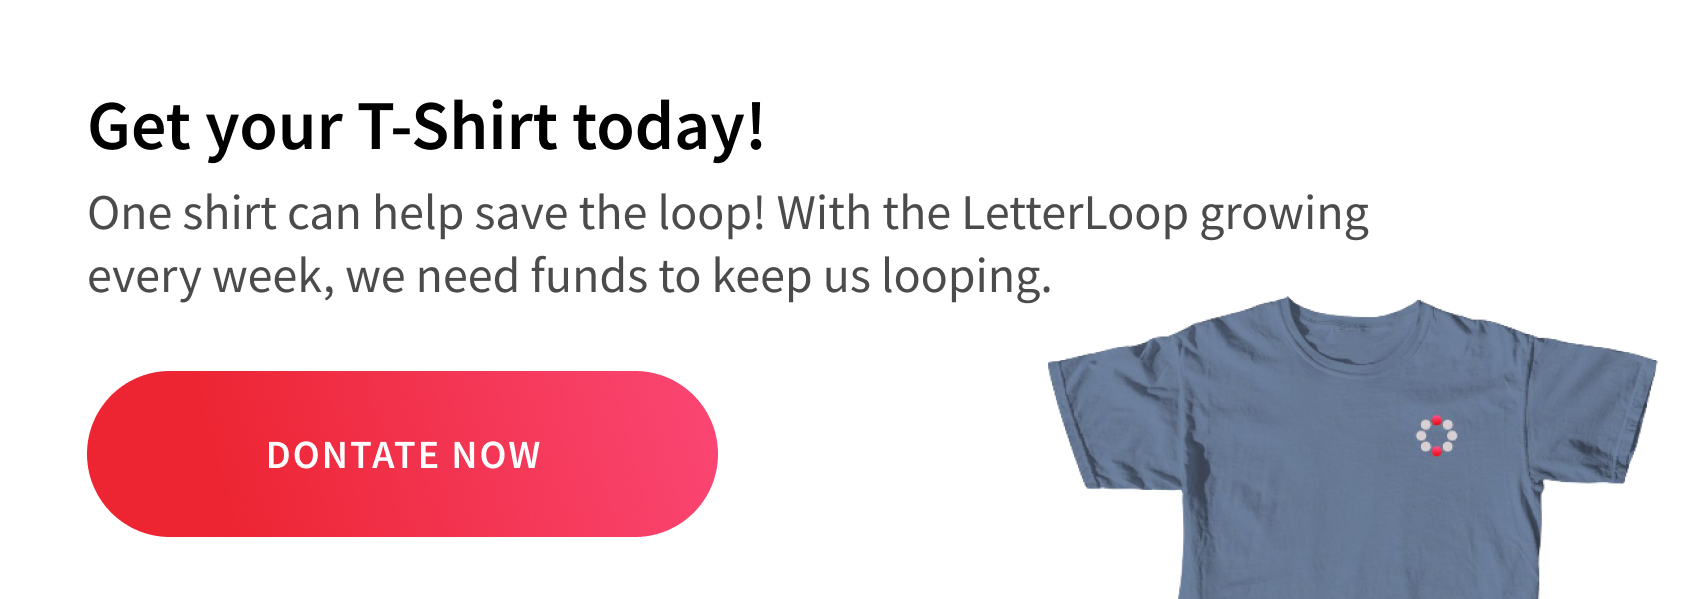 Get your T-Shirt today!
One shirt can help save the loop! With the LetterLoop growing
every week, we need funds to keep us looping.
DONTATE NOW